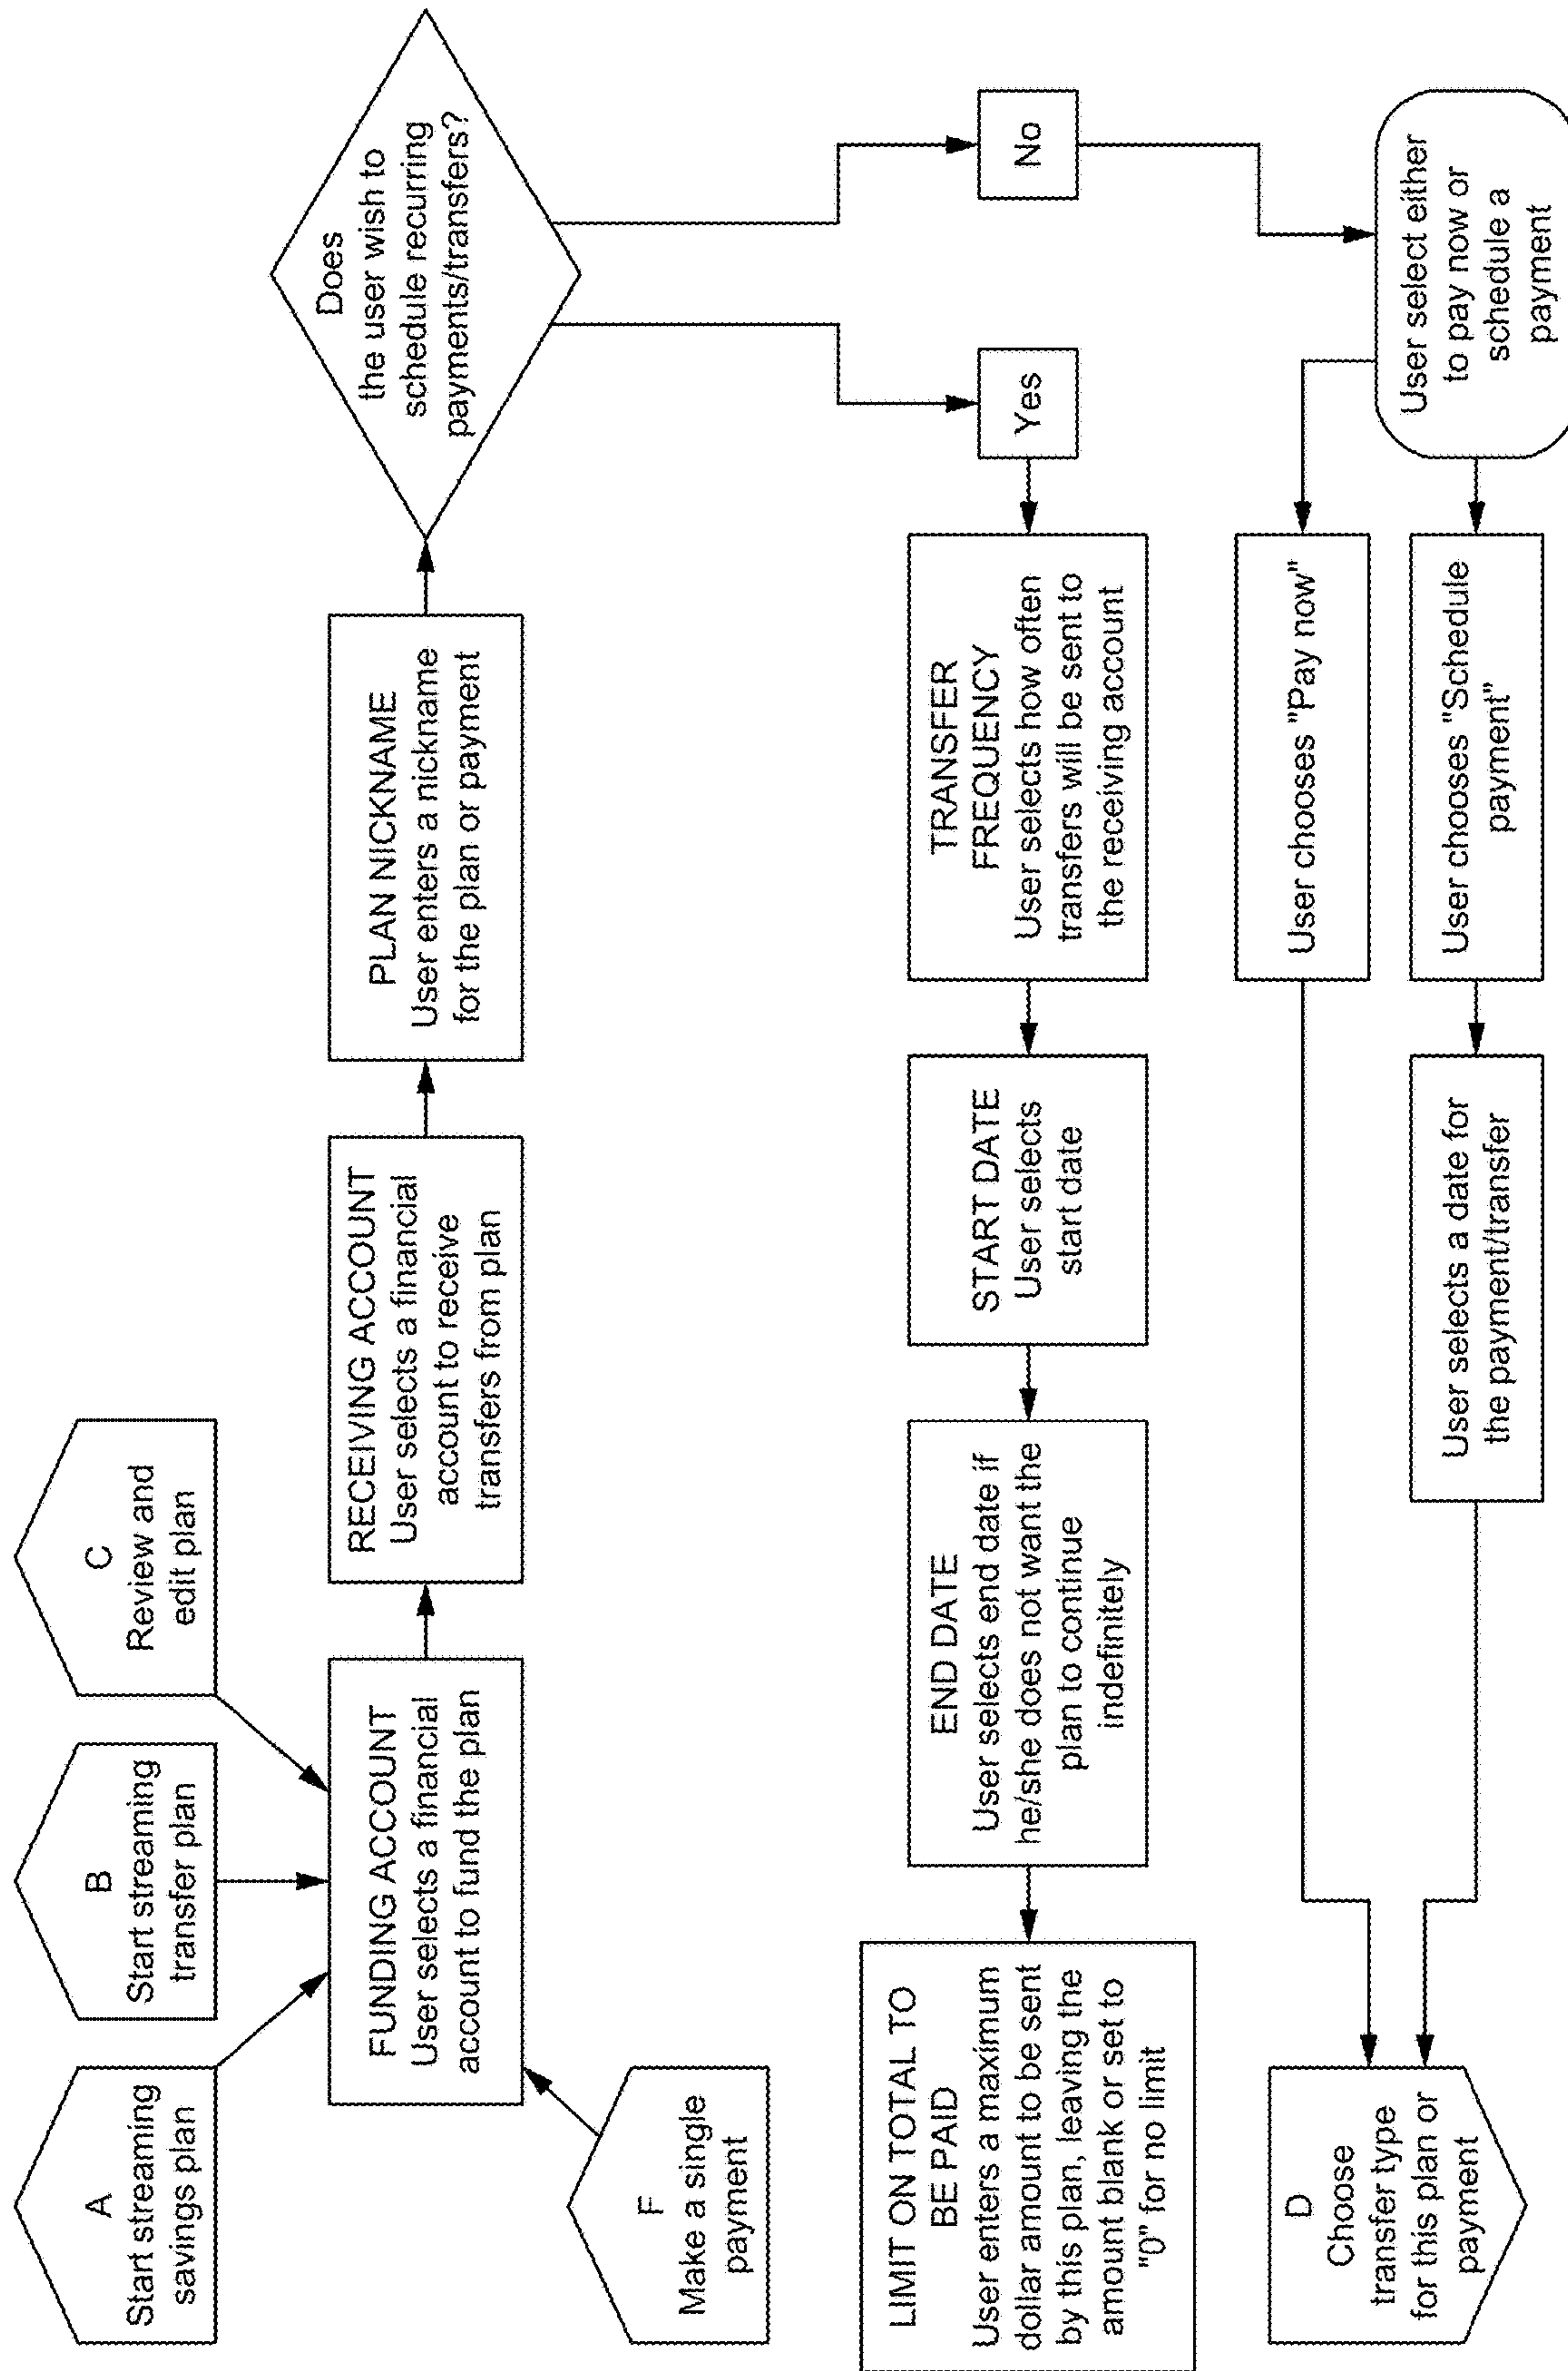 A
Start streaming
savings plan
B
Start streaming
transfer plan
C
Review and
edit plan
F
Make a single
payment
FUNDING ACCOUNT
User selects a financial
account to fund the plan
RECEIVING ACCOUNT
User selects a financial
account to receive
transfers from plan
PLAN NICKNAME
User enters a nickname
for the plan or payment
Does
the user wish to
schedule recurring
payments/transfers?
Yes
No
TRANSFER
FREQUENCY
User selects how often
transfers will be sent to
the receiving account
START DATE
User selects
start date
END DATE
User selects end date if
he/she does not want the
plan to continue
indefinitely
LIMIT ON TOTAL TO
BE PAID
User enters a maximum
dollar amount to be sent
by this plan, leaving the
amount blank or set to
"0" for no limit
User select either
to pay now or
schedule a
payment
User chooses "Pay now"
User chooses "Schedule
payment"
User selects a date for
the payment/transfer
D
Choose
transfer type
for this plan or
payment